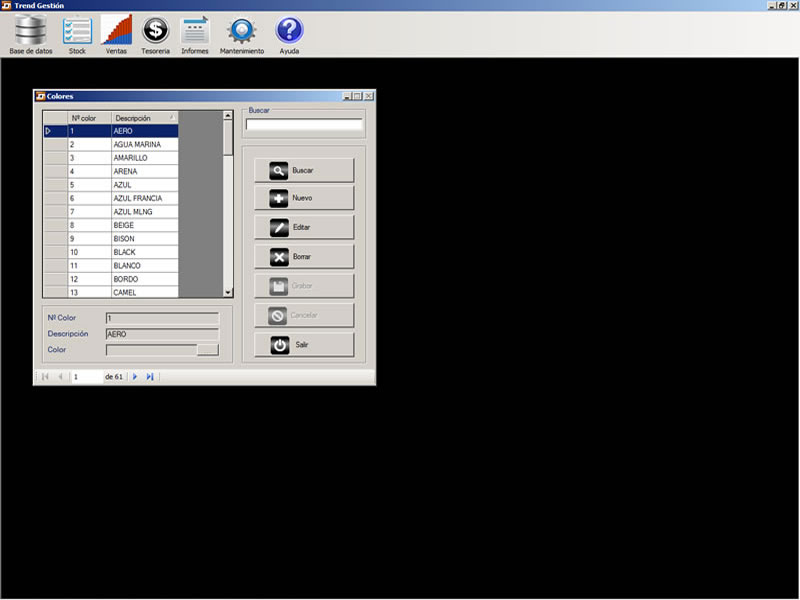 Trend Gestión
Base de datos Stock Ventas Tesoreria Informes Mantenimiento Ayuda
Colores
Nº color Descripción
1 AERO
2 AGUA MARINA
3 AMARILLO
4 ARENA
5 AZUL
6 AZUL FRANCIA
7 AZUL MLNG
8 BEIGE
9 BISON
10 BLACK
11 BLANCO
12 BORDO
13 CAMEL
Buscar
Buscar
Nuevo
Editar
Borrar
Grabar
Cancelar
Salir
Nº Color 1
Descripción AERO
Color
1 de 61